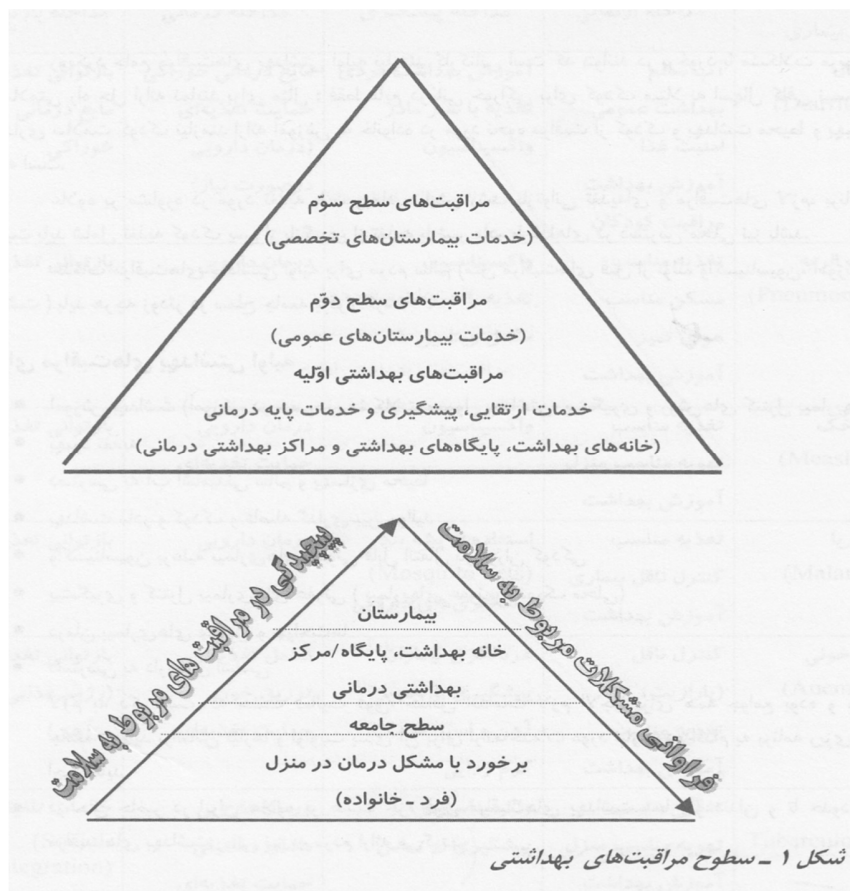 مراقبت‌های سطح سوّم
(خدمات بیمارستان‌های تخصصی)
مراقبت‌های سطح دوّم
(خدمات بیمارستان‌های عمومی)
مراقبت‌های بهداشتی اوّلیه
خدمات ارتقایی، پیشگیری و خدمات پایه درمانی
(خانه‌های بهداشت، پایگاه‌های بهداشتی و مراکز بهداشتی درمانی)
پیچیدگی در مراقبت‌های مربوط به سلامت
فراوانی مشکلات مربوط به سلامت
بیمارستان
خانه بهداشت، پایگاه/مرکز
بهداشتی درمانی
سطح جامعه
برخورد با مشکل درمان در منزل
(فرد ـ خانواده)
شکل ۱ ـ سطوح مراقبت‌های بهداشتی